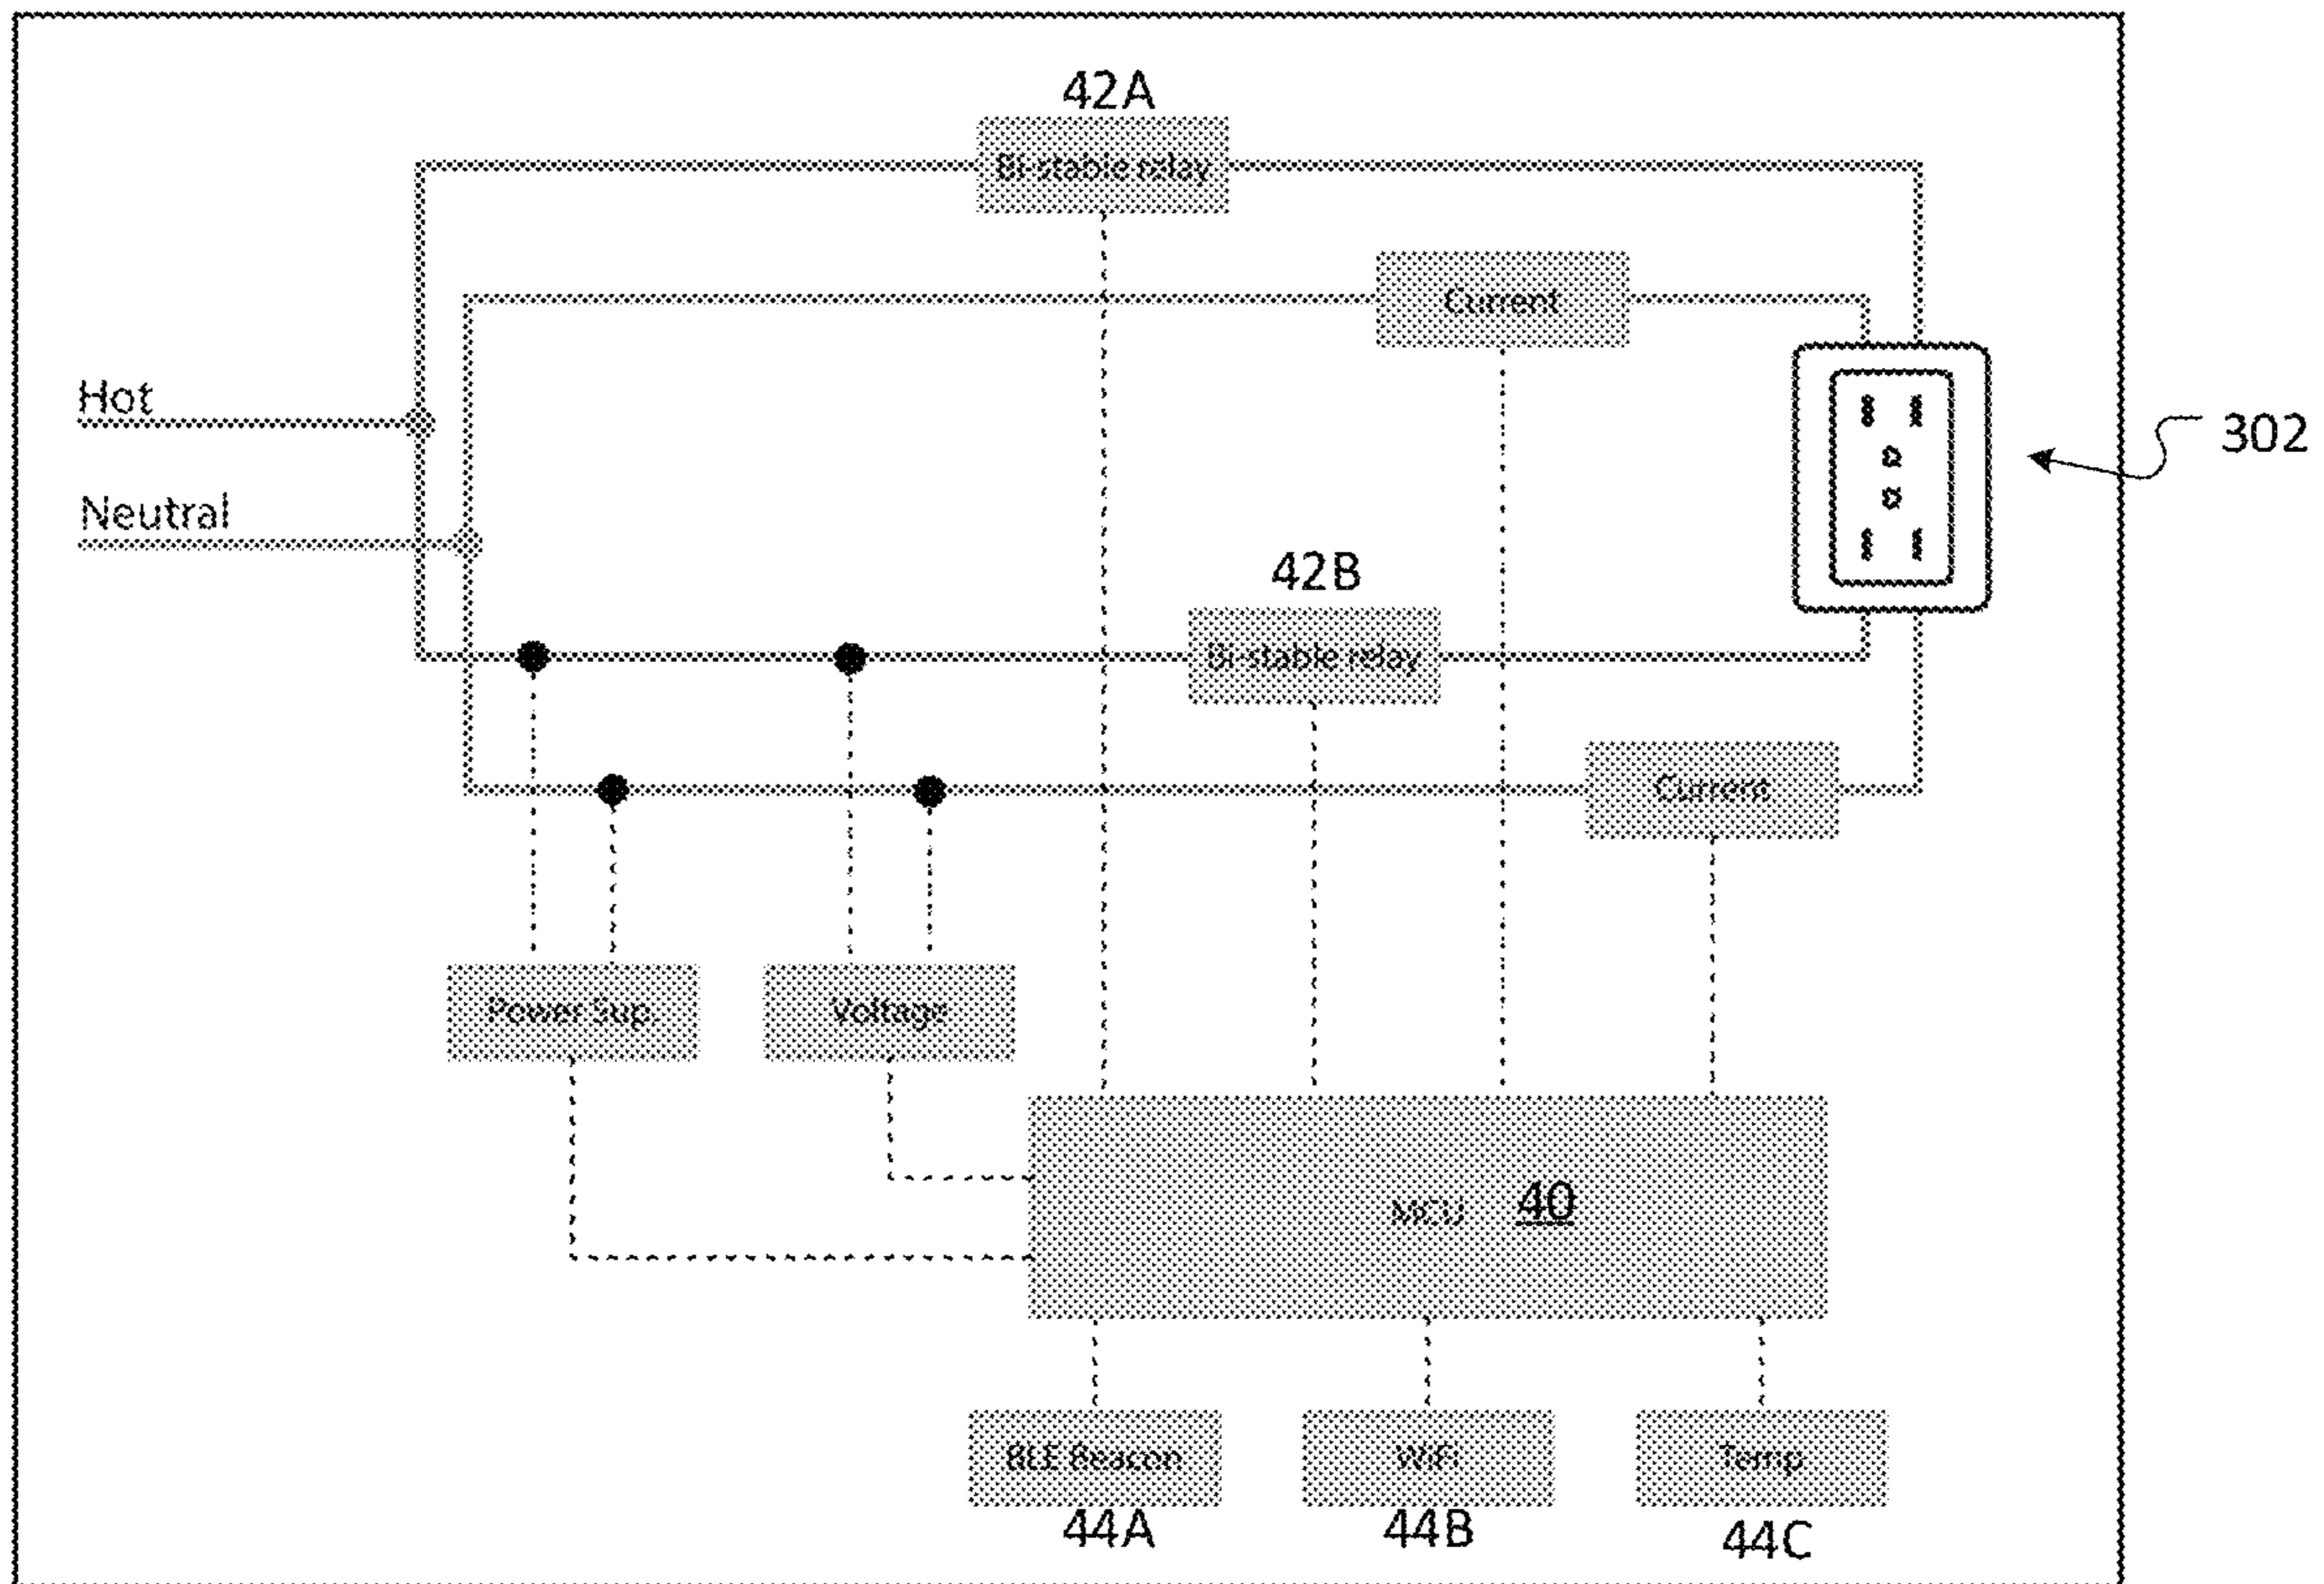 42A
Bi-stable relay
Current
Hot
302
Neutral
42B
Bi-stable relay
Current
Power Sup.
Voltage
MCU 40
BLE Beacon
WiFi
Temp
44A
44B
44C